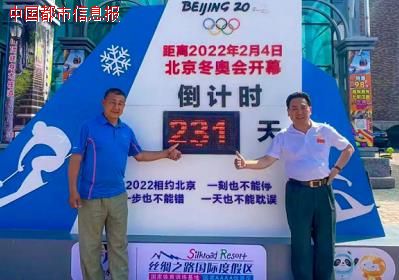 中国都市信息报
BEIJING 20
距离2022年2月4日
北京冬奥会开幕
倒计时
231 天
2022相约北京 一刻也不能停
一步也不能错 一天也不能耽误
Silkroad Resort
丝绸之路国际度假区